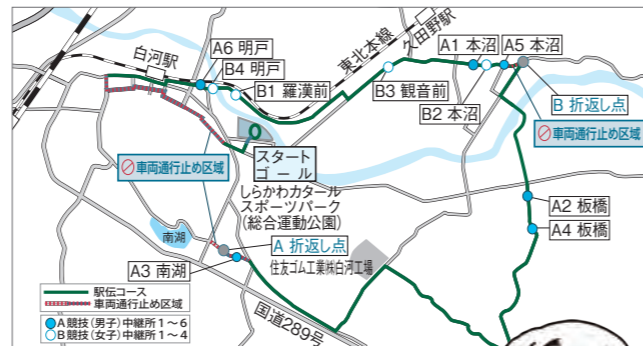 白河駅
A6 明戸
B4 明戸
B1 羅漢前
東北本線
久田野駅
B3 観音前
A1 本沼
A5 本沼
B2 本沼
B 折返し点
車両通行止め区域
車両通行止め区域
スタート
ゴール
しらかわカタール
スポーツパーク
(総合運動公園)
A2 板橋
A4 板橋
南湖
A 折返し点
A3 南湖
住友ゴム工業㈱白河工場
国道289号
駅伝コース
車両通行止め区域
A競技(男子)中継所1〜6
B競技(女子)中継所1〜4